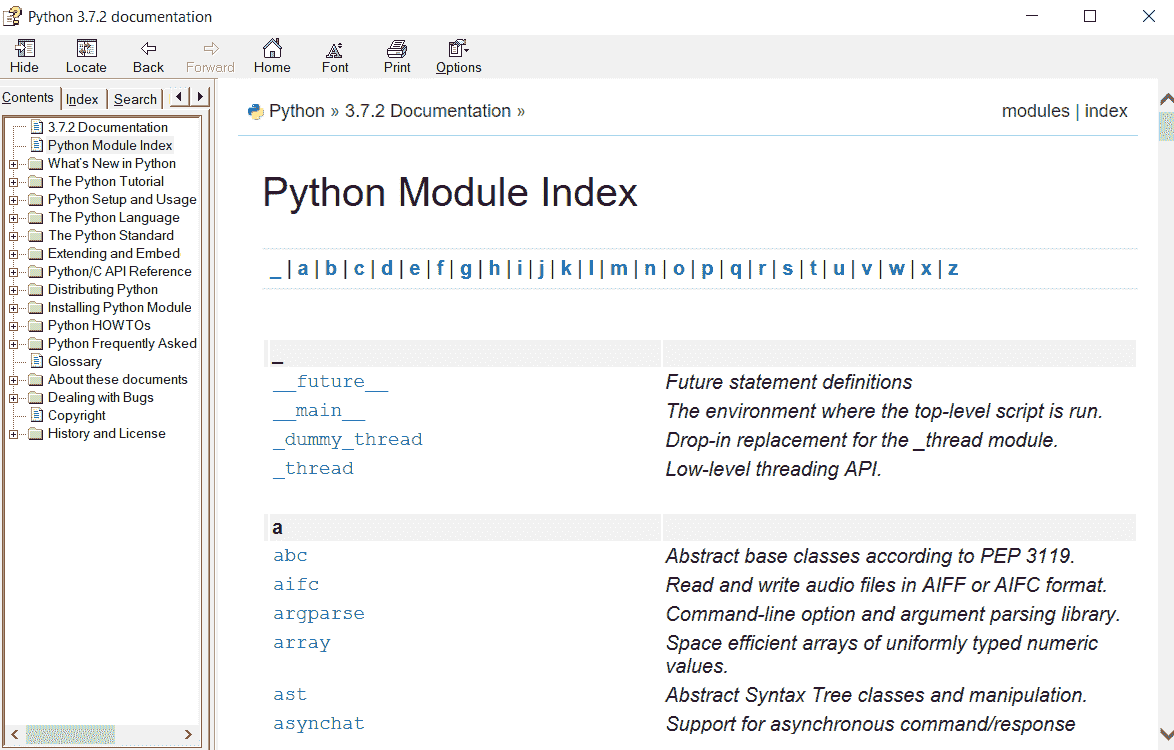 Python 3.7.2 documentation
Hide Locate Back Forward Home Font Print Options
Contents Index Search
3.7.2 Documentation
Python Module Index
What's New in Python
The Python Tutorial
Python Setup and Usage
The Python Language
The Python Standard
Extending and Embed
Python/C API Reference
Distributing Python
Installing Python Module
Python HOWTOs
Python Frequently Asked
Glossary
About these documents
Dealing with Bugs
Copyright
History and License
Python » 3.7.2 Documentation » modules | index
Python Module Index
_ | a | b | c | d | e | f | g | h | i | j | k | l | m | n | o | p | q | r | s | t | u | v | w | x | z
_
__future__ Future statement definitions
__main__ The environment where the top-level script is run.
_dummy_thread Drop-in replacement for the _thread module.
_thread Low-level threading API.
a
abc Abstract base classes according to PEP 3119.
aifc Read and write audio files in AIFF or AIFC format.
argparse Command-line option and argument parsing library.
array Space efficient arrays of uniformly typed numeric
values.
ast Abstract Syntax Tree classes and manipulation.
asynchat Support for asynchronous command/response